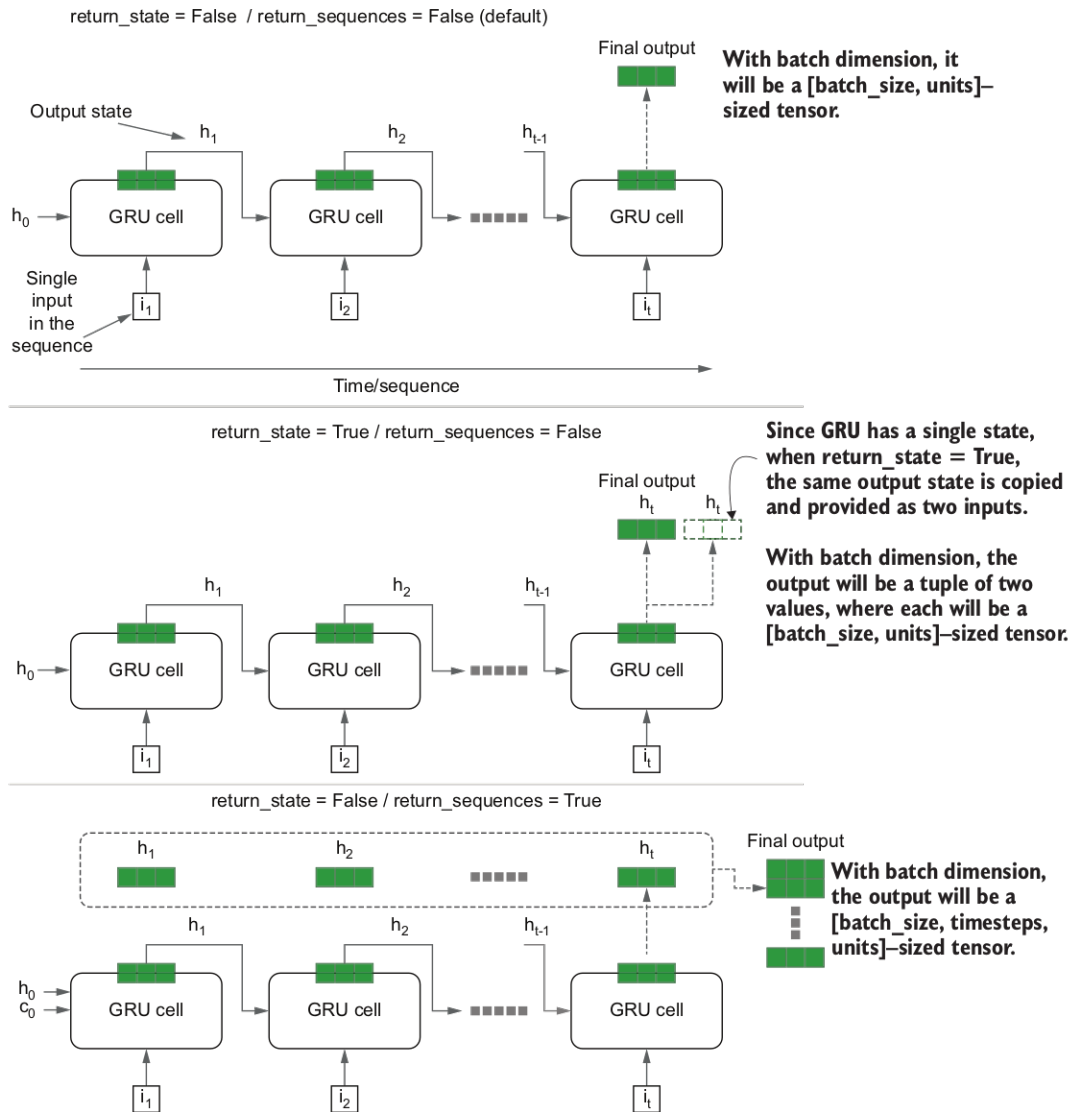 return_state = False / return_sequences = False (default)
Final output
With batch dimension, it
will be a [batch_size, units]–
sized tensor.
Output state
h1
h2
ht-1
h0
GRU cell
GRU cell
GRU cell
Single
input
in the
sequence
i1
i2
it
Time/sequence
return_state = True / return_sequences = False
Since GRU has a single state,
when return_state = True,
the same output state is copied
and provided as two inputs.
Final output
ht
ht
With batch dimension, the
output will be a tuple of two
values, where each will be a
[batch_size, units]–sized tensor.
h1
h2
ht-1
h0
GRU cell
GRU cell
GRU cell
i1
i2
it
return_state = False / return_sequences = True
h1
h2
ht
Final output
With batch dimension,
the output will be a
[batch_size, timesteps,
units]–sized tensor.
h1
h2
ht-1
h0
c0
GRU cell
GRU cell
GRU cell
i1
i2
it